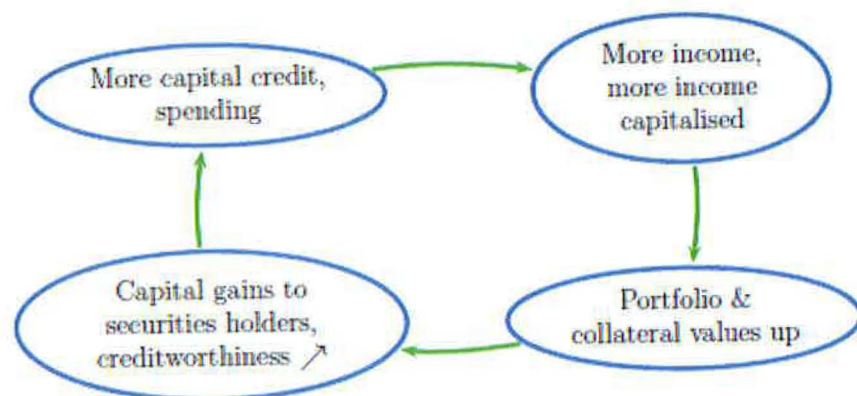 More capital credit,
spending
More income,
more income
capitalised
Portfolio &
collateral values up
Capital gains to
securities holders,
creditworthiness ↗